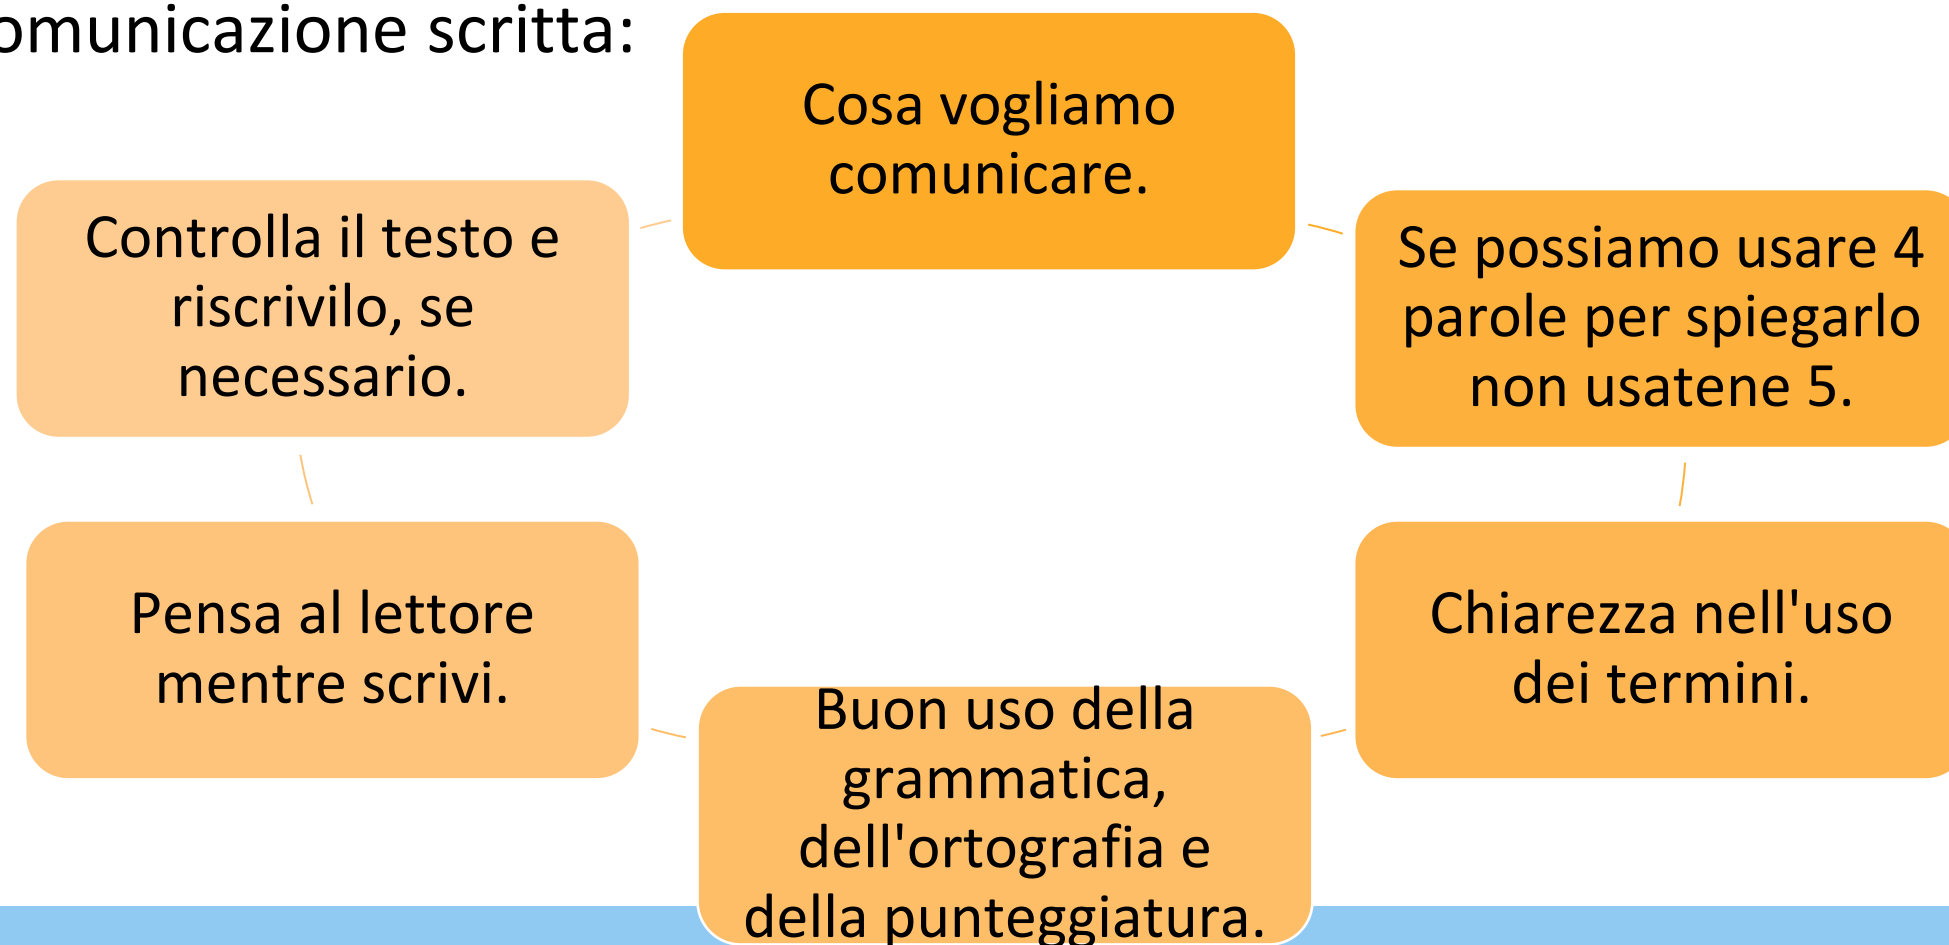 omunicazione scritta:
Cosa vogliamo
comunicare.
Se possiamo usare 4
parole per spiegarlo
non usatene 5.
Chiarezza nell'uso
dei termini.
Buon uso della
grammatica,
dell'ortografia e
della punteggiatura.
Pensa al lettore
mentre scrivi.
Controlla il testo e
riscrivilo, se
necessario.